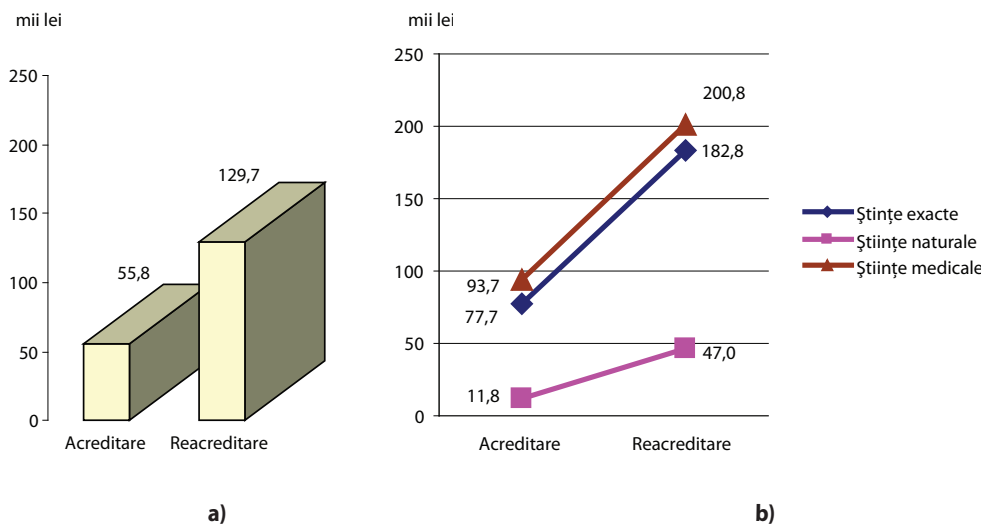 mii lei
250
200
150
100
50
0
129,7
55,8
Acreditare
Reacreditare
a)
mii lei
250
200
150
100
50
0
200,8
182,8
93,7
77,7
47,0
11,8
Acreditare
Reacreditare
Ştințe exacte
Ştiințe naturale
Ştiințe medicale
b)